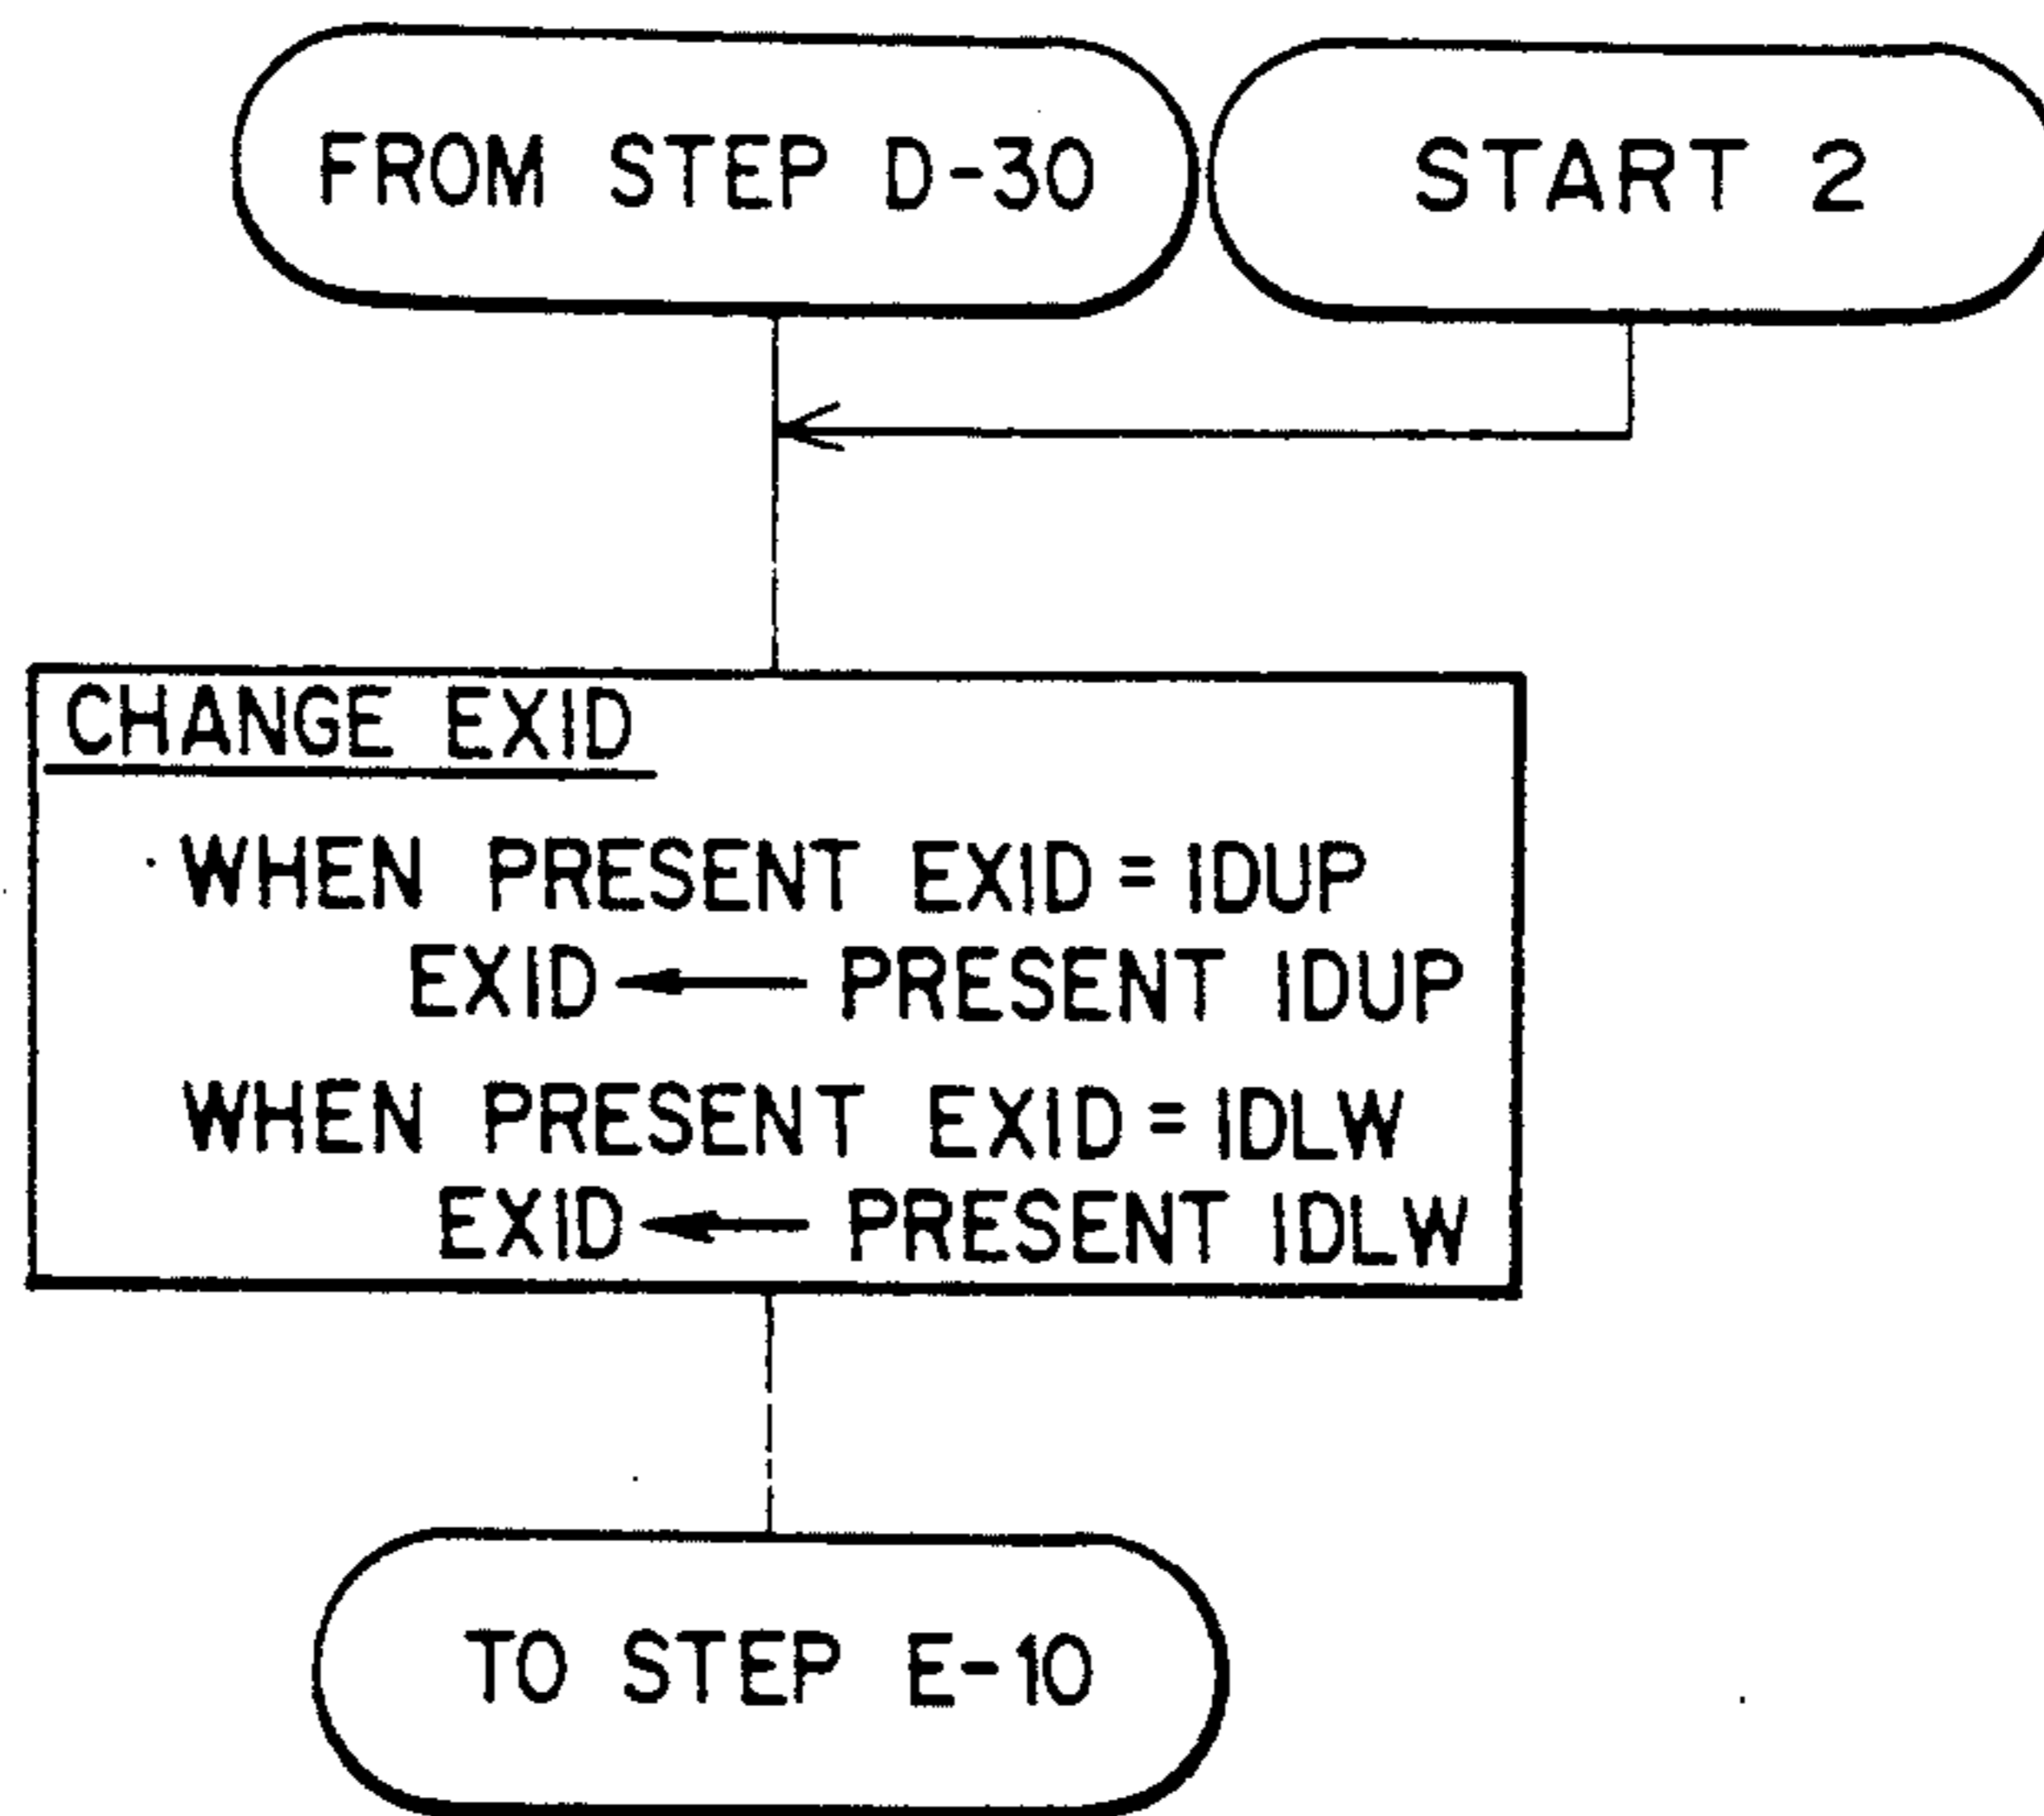 FROM STEP D-30
START 2
CHANGE EXID
WHEN PRESENT EXID = IDUP
EXID ← PRESENT IDUP
WHEN PRESENT EXID = IDLW
EXID ← PRESENT IDLW
TO STEP E-10